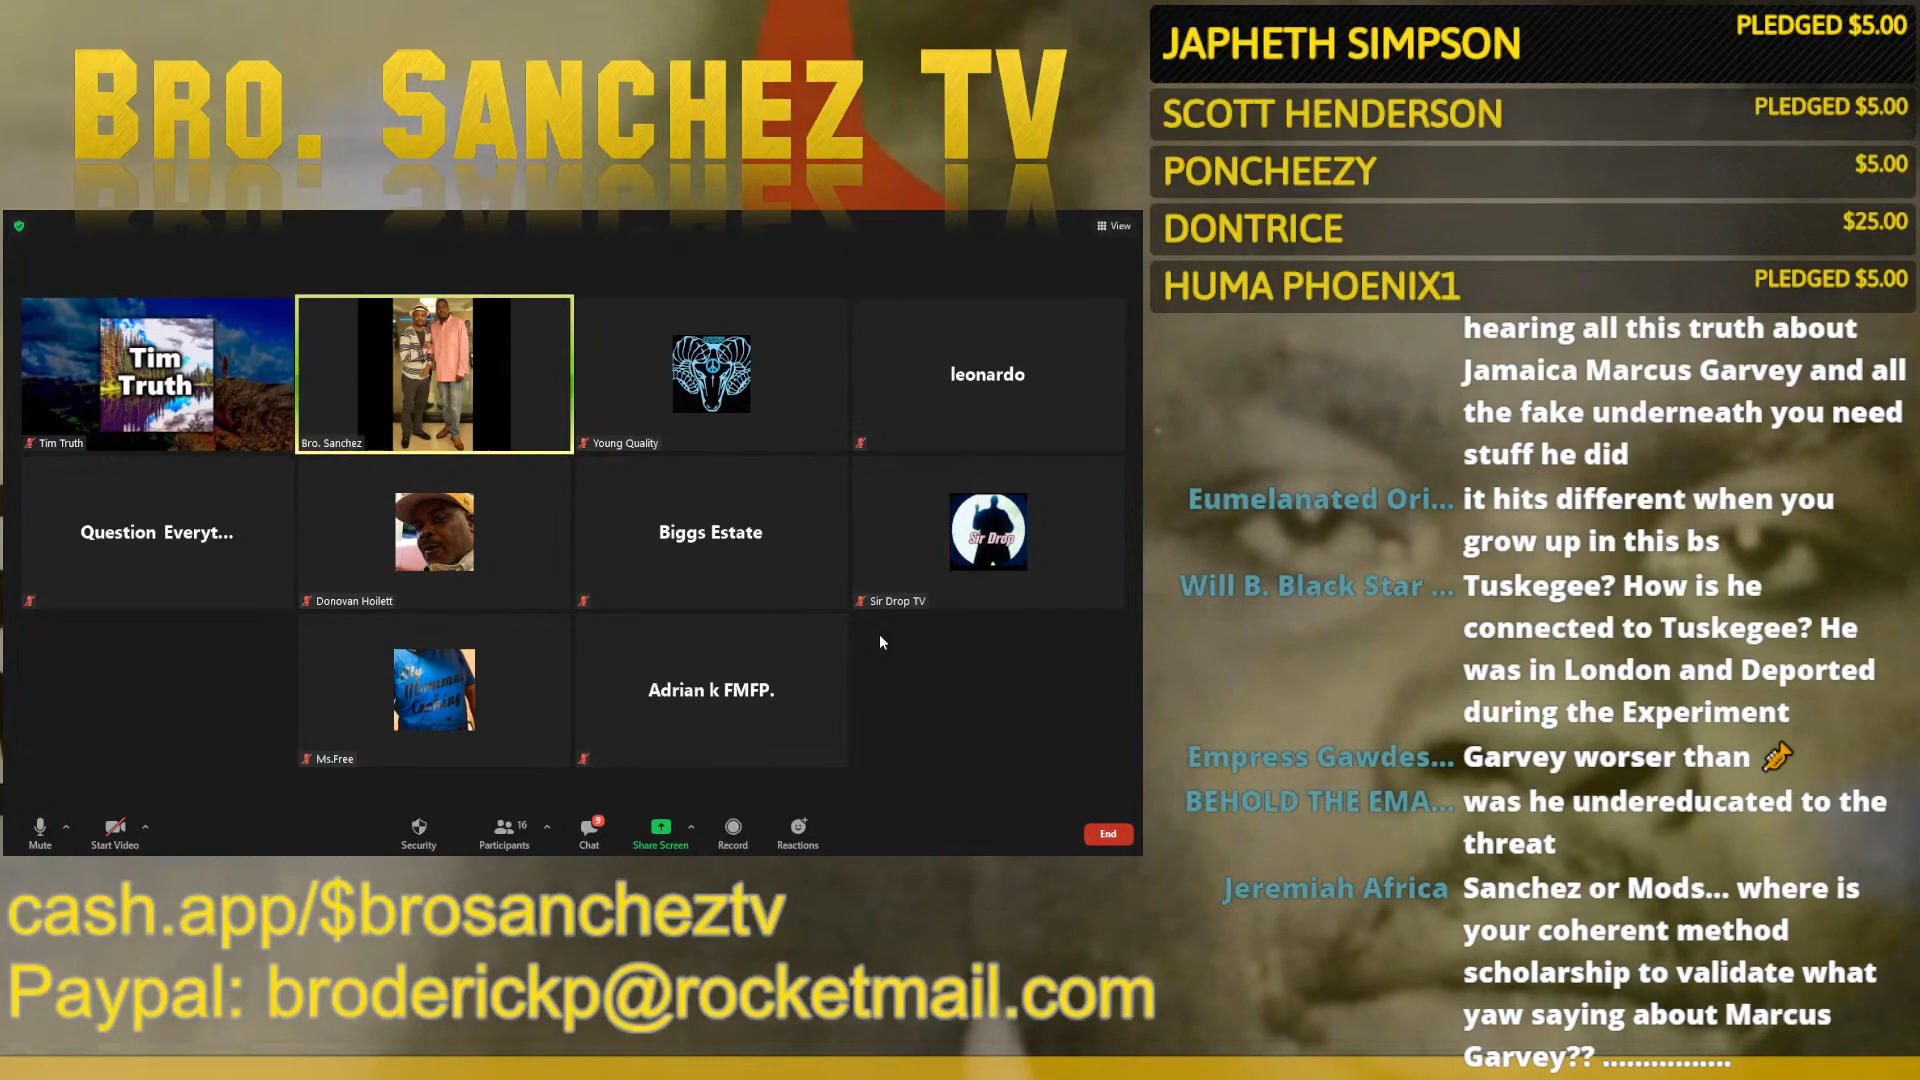 BRO. SANCHEZ TV
View
Tim
Truth
Tim Truth
Bro. Sanchez
Young Quality
leonardo
Question Everyt...
Donovan Hoilett
Biggs Estate
Sir Drop
Sir Drop TV
My
Mommas
Cooking
Ms.Free
Adrian k FMFP.
Mute
Start Video
Security
16
Participants
9
Chat
Share Screen
Record
Reactions
End
cash.app/$brosancheztv
Paypal: broderickp@rocketmail.com
JAPHETH SIMPSON PLEDGED $5.00
SCOTT HENDERSON PLEDGED $5.00
PONCHEEZY $5.00
DONTRICE $25.00
HUMA PHOENIX1 PLEDGED $5.00
hearing all this truth about
Jamaica Marcus Garvey and all
the fake underneath you need
stuff he did
Eumelanated Ori... it hits different when you
grow up in this bs
Will B. Black Star ... Tuskegee? How is he
connected to Tuskegee? He
was in London and Deported
during the Experiment
Empress Gawdes... Garvey worser than 🎺
BEHOLD THE EMA... was he undereducated to the
threat
Jeremiah Africa Sanchez or Mods... where is
your coherent method
scholarship to validate what
yaw saying about Marcus
Garvey?? ...............